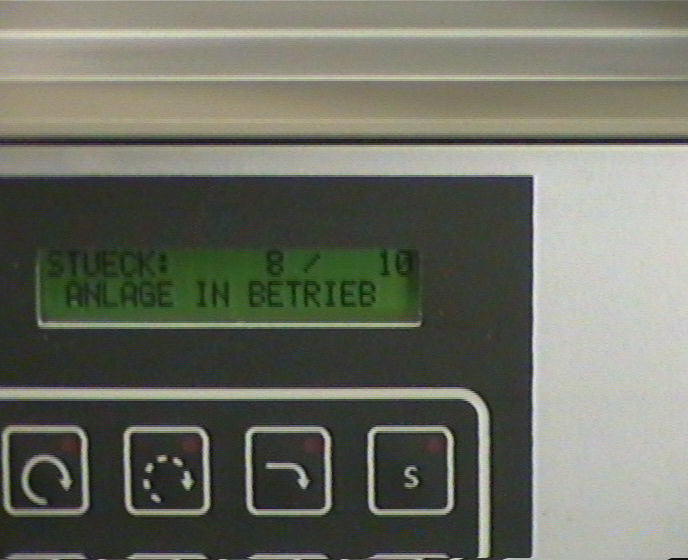 STUECK: 8 / 10
ANLAGE IN BETRIEB
S